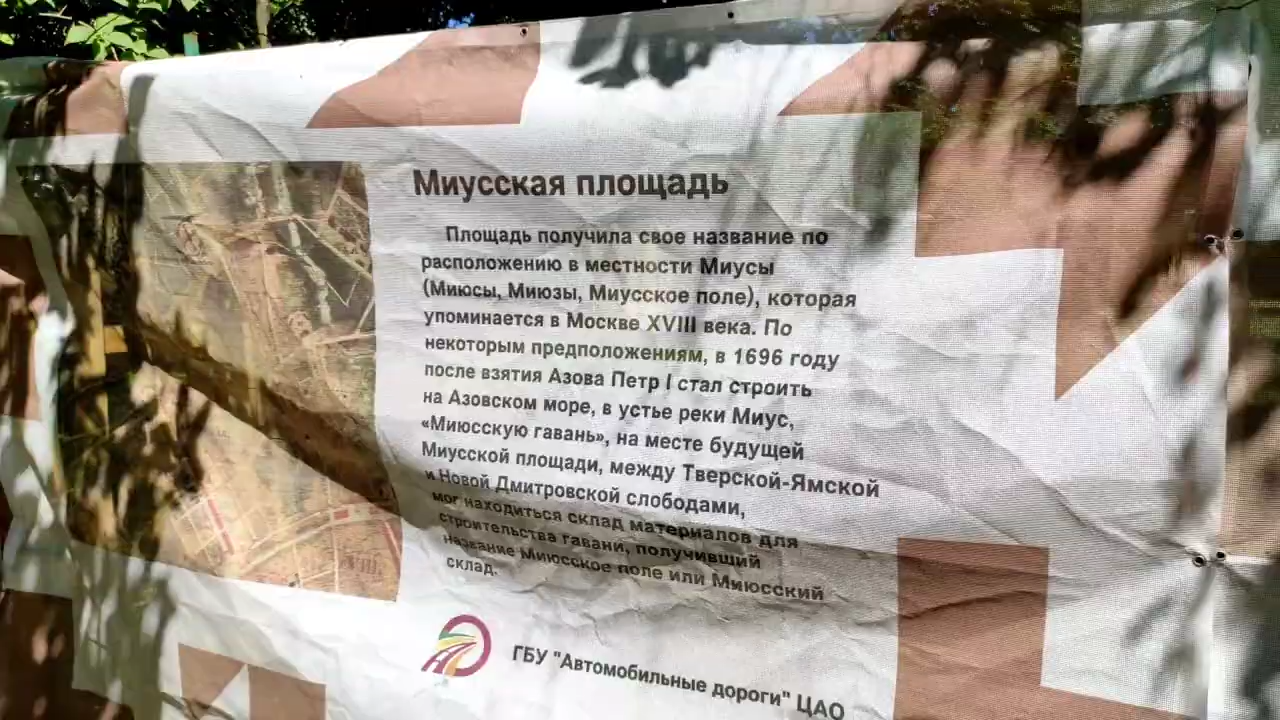 Миусская площадь
Площадь получила свое название по
расположению в местности Миусы
(Миюсы, Миюзы, Миусское поле), которая
упоминается в Москве XVIII века. По
некоторым предположениям, в 1696 году
после взятия Азова Петр I стал строить
на Азовском море, в устье реки Миус,
«Миюсскую гавань», на месте будущей
Миусской площади, между Тверской-Ямской
и Новой Дмитровской слободами,
мог находиться склад материалов для
строительства гавани, получивший
название Миюсское поле или Миюсский
склад.
ГБУ "Автомобильные дороги" ЦАО